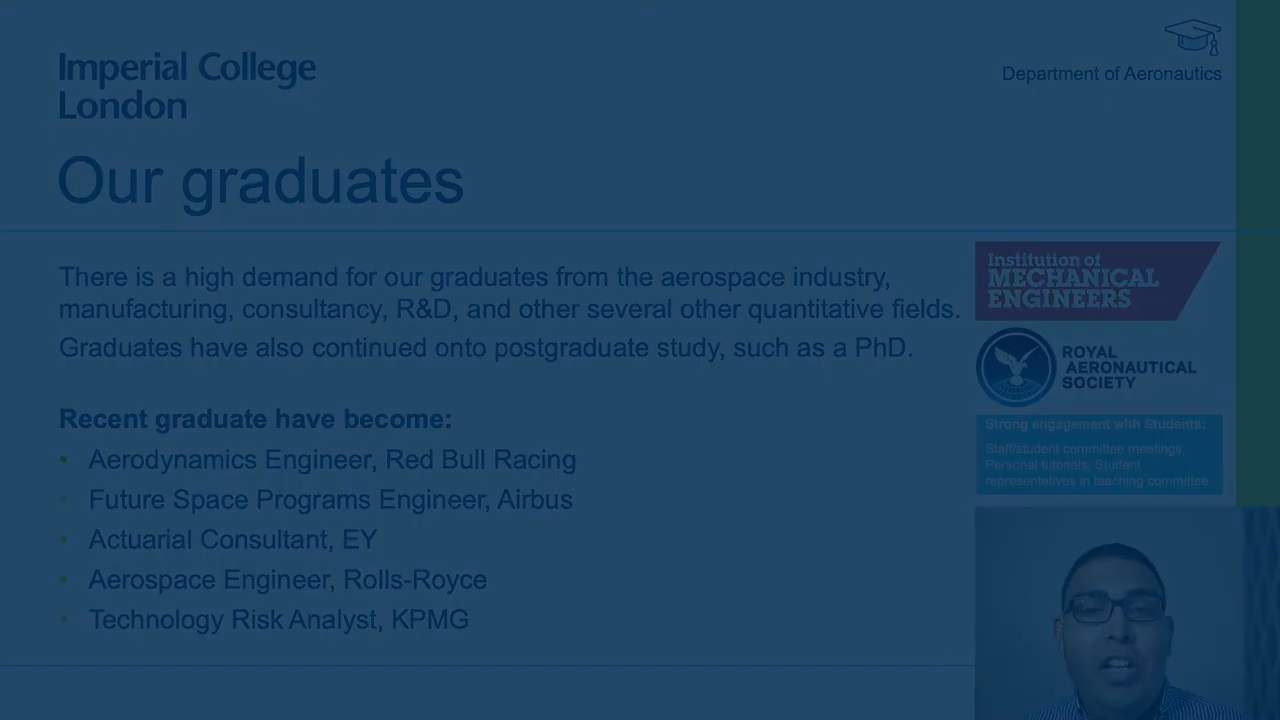 Imperial College
London
Department of Aeronautics
Our graduates
There is a high demand for our graduates from the aerospace industry,
manufacturing, consultancy, R&D, and other several other quantitative fields.
Graduates have also continued onto postgraduate study, such as a PhD.
Recent graduate have become:
• Aerodynamics Engineer, Red Bull Racing
• Future Space Programs Engineer, Airbus
• Actuarial Consultant, EY
• Aerospace Engineer, Rolls-Royce
• Technology Risk Analyst, KPMG
Institution of
MECHANICAL
ENGINEERS
ROYAL
AERONAUTICAL
SOCIETY
Strong engagement with Students:
Staff/student committee meetings;
Personal tutorials; Student
representatives in teaching committee